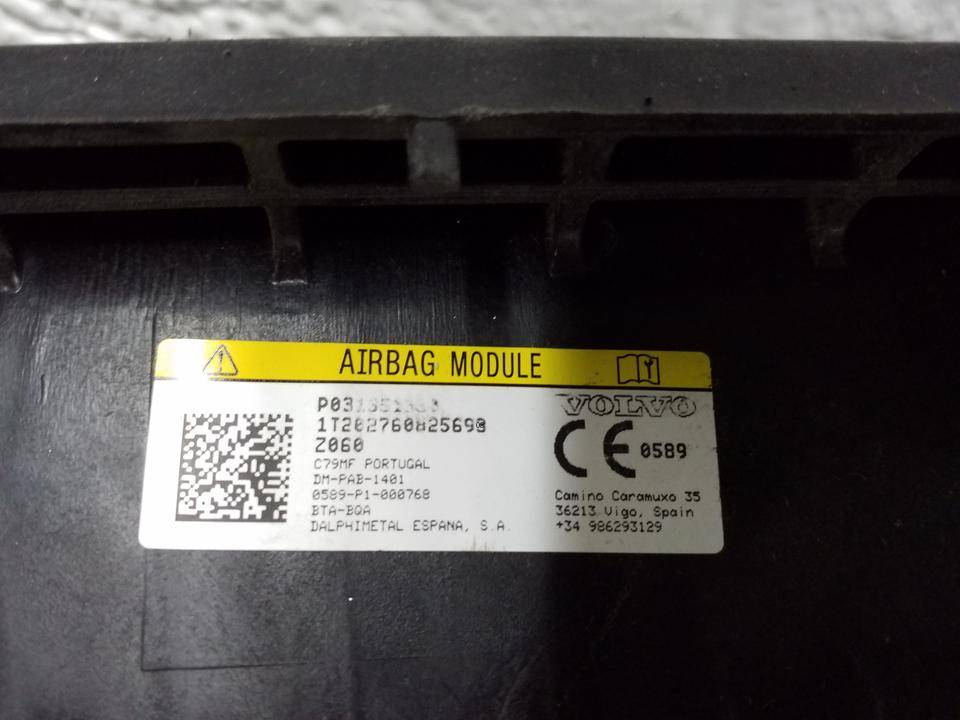 AIRBAG MODULE
VOLVO
Z060
C79MF PORTUGAL
DM-PAB-1401
0589-P1-000768
BTA-BQA
DALPHIMETAL ESPANA, S.A.
CE 0589
Camino Caramuxo 35
36213 Vigo, Spain
+34 986293129